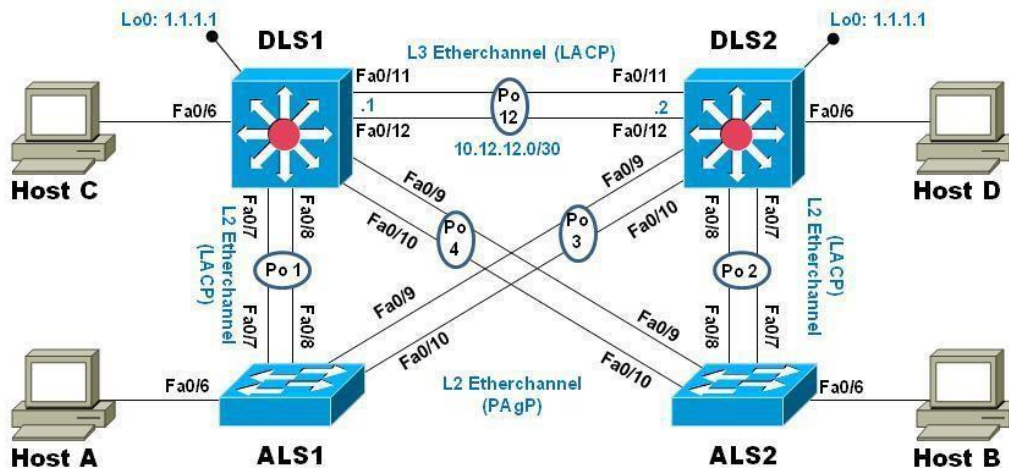 Lo0: 1.1.1.1
Lo0: 1.1.1.1
DLS1
DLS2
L3 Etherchannel (LACP)
Fa0/11
Fa0/11
Fa0/6
Po
12
Fa0/6
.1
.2
Fa0/12
Fa0/12
10.12.12.0/30
Host C
Host D
Fa0/9
Fa0/9
Fa0/10
Fa0/10
Po
4
Po
3
Fa0/7
Fa0/8
Fa0/8
Fa0/7
L2 Etherchannel
(LACP)
Po 1
Po 2
L2 Etherchannel
(LACP)
Fa0/7
Fa0/8
Fa0/9
Fa0/10
Fa0/9
Fa0/10
Fa0/8
Fa0/7
Fa0/6
L2 Etherchannel
(PAgP)
Fa0/6
Host A
ALS1
ALS2
Host B